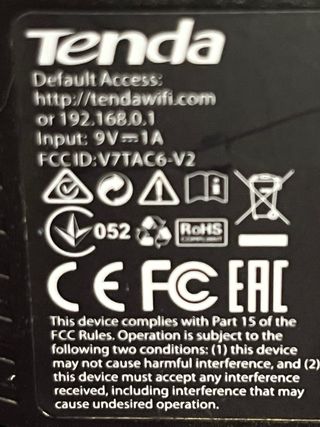 Tenda
Default Access:
http://tendawifi.com
or 192.168.0.1
Input: 9V⎓1A
FCC ID:V7TAC6-V2
052 RoHS
COMPLIANT
CE FC EAC
This device complies with Part 15 of the
FCC Rules. Operation is subject to the
following two conditions: (1) this device
may not cause harmful interference, and (2)
this device must accept any interference
received, including interference that may
cause undesired operation.